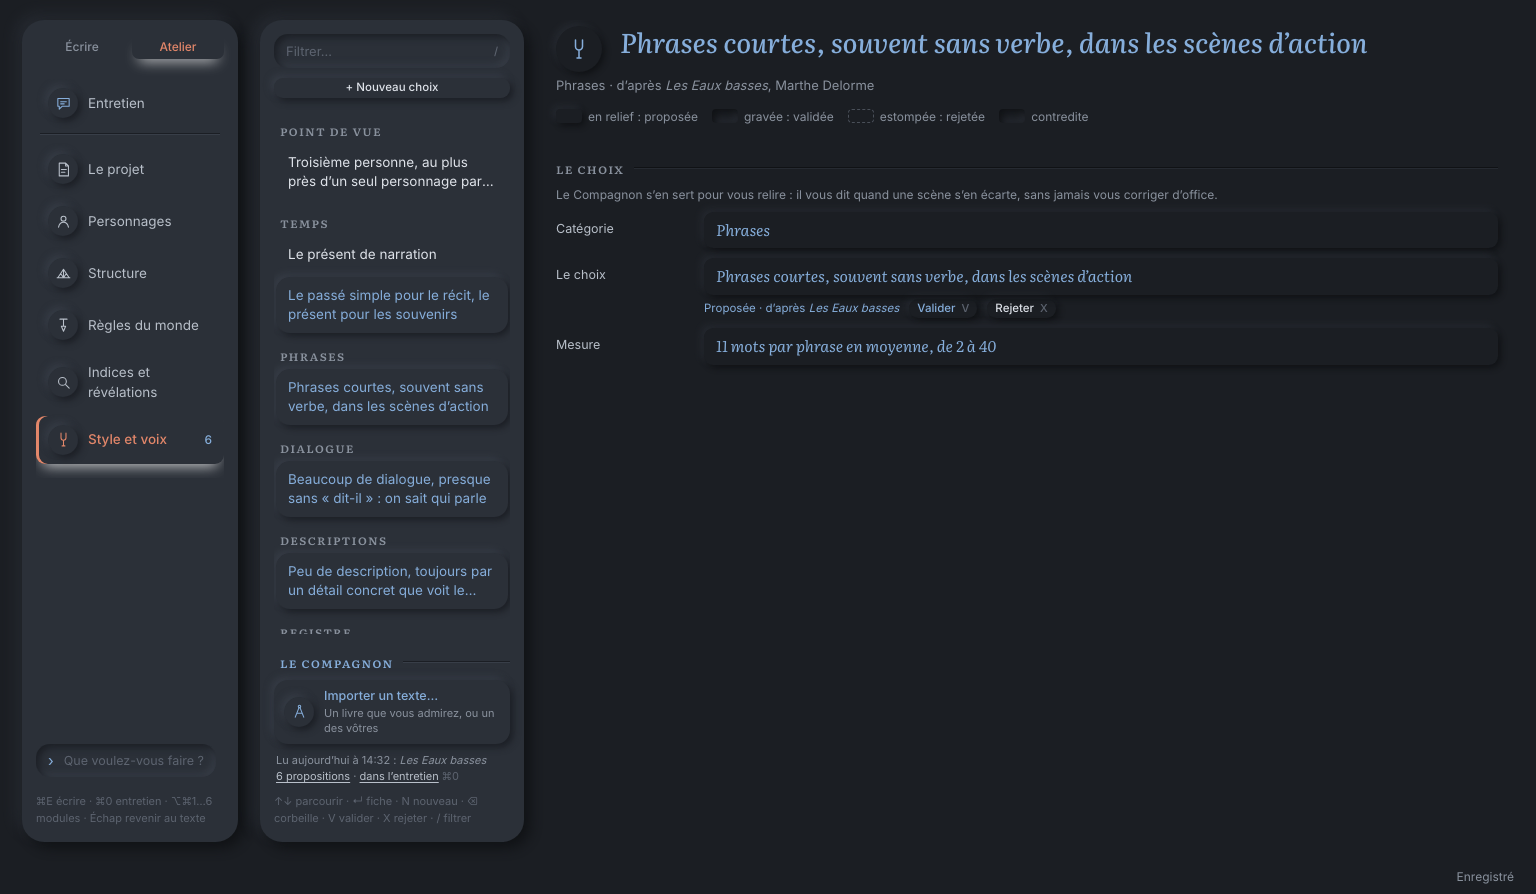 Écrire
Atelier
Entretien
Le projet
Personnages
Structure
Règles du monde
Indices et
révélations
Style et voix 6
› Que voulez-vous faire ?
⌘E écrire · ⌘0 entretien · ⌥⌘1…6
modules · Échap revenir au texte
Filtrer… /
+ Nouveau choix
POINT DE VUE
Troisième personne, au plus
près d’un seul personnage par…
TEMPS
Le présent de narration
Le passé simple pour le récit, le
présent pour les souvenirs
PHRASES
Phrases courtes, souvent sans
verbe, dans les scènes d’action
DIALOGUE
Beaucoup de dialogue, presque
sans « dit-il » : on sait qui parle
DESCRIPTIONS
Peu de description, toujours par
un détail concret que voit le…
REGISTRE
LE COMPAGNON
Importer un texte…
Un livre que vous admirez, ou un
des vôtres
Lu aujourd’hui à 14:32 : Les Eaux basses
6 propositions · dans l’entretien ⌘0
↑↓ parcourir · ↵ fiche · N nouveau · ⌫
corbeille · V valider · X rejeter · / filtrer
Phrases courtes, souvent sans verbe, dans les scènes d’action
Phrases · d’après Les Eaux basses, Marthe Delorme
en relief : proposée
gravée : validée
estompée : rejetée
contredite
LE CHOIX
Le Compagnon s’en sert pour vous relire : il vous dit quand une scène s’en écarte, sans jamais vous corriger d’office.
Catégorie
Phrases
Le choix
Phrases courtes, souvent sans verbe, dans les scènes d’action
Proposée · d’après Les Eaux basses
Valider V
Rejeter X
Mesure
11 mots par phrase en moyenne, de 2 à 40
Enregistré